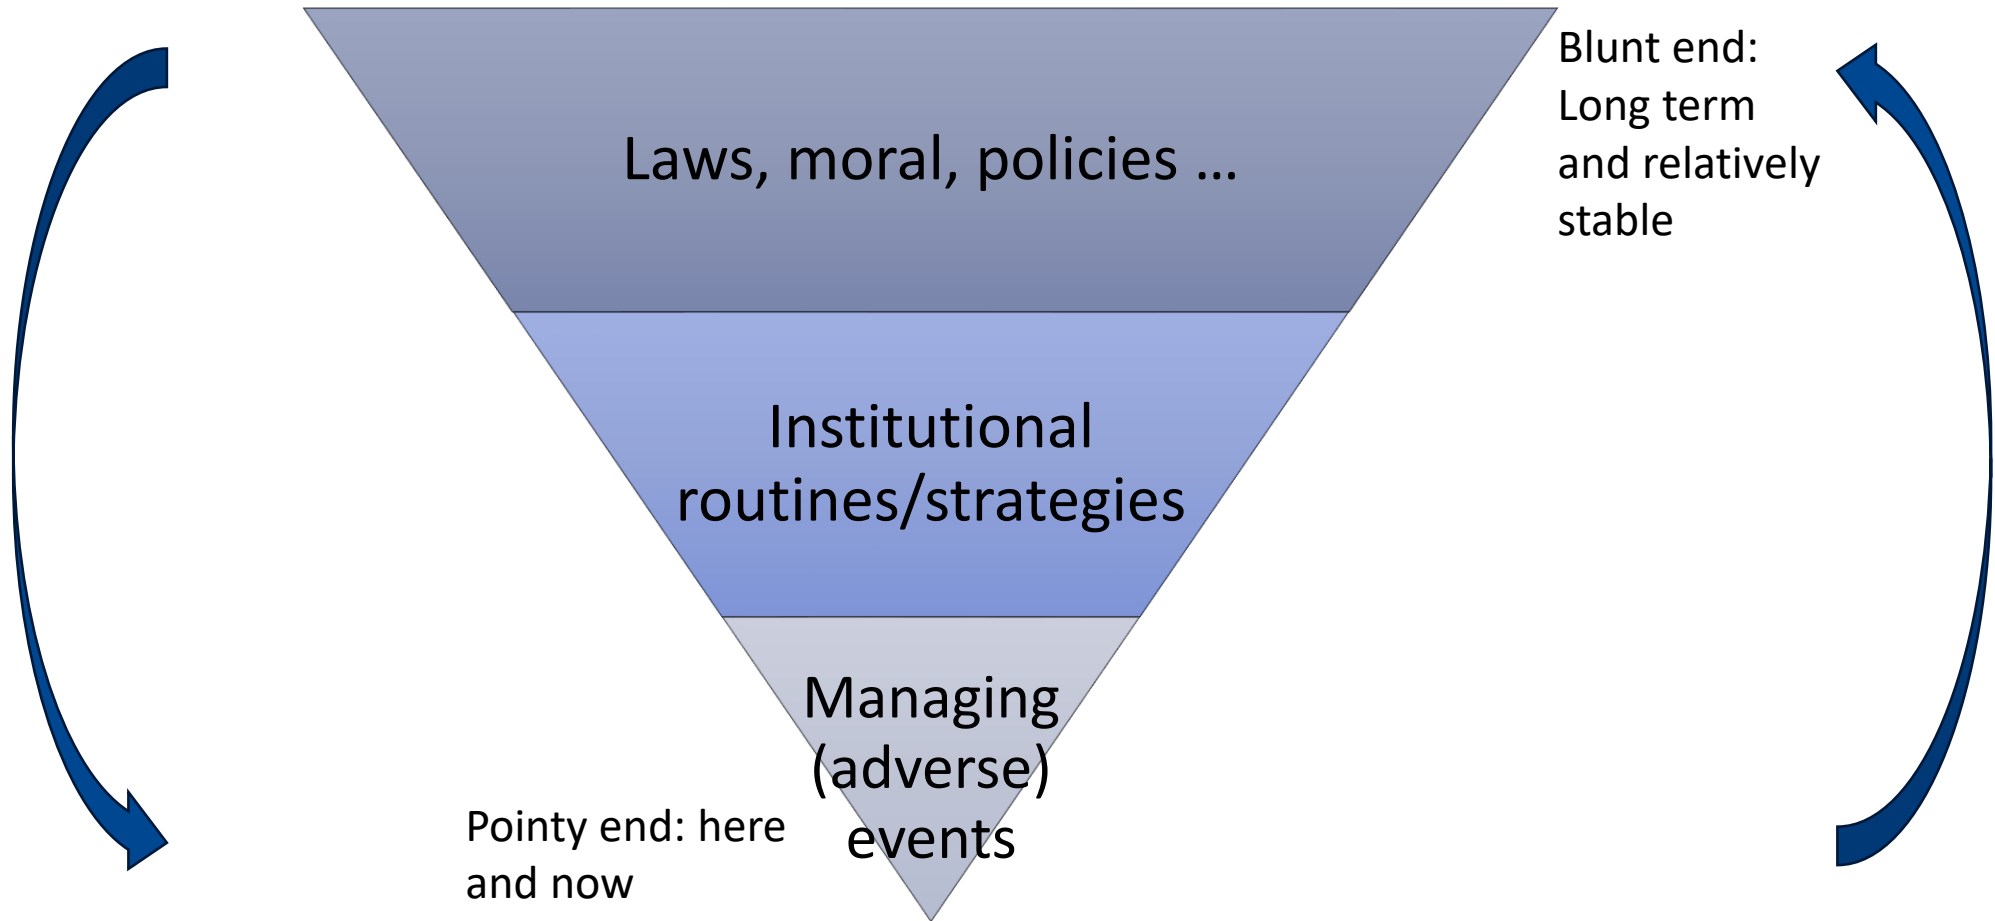 Laws, moral, policies …
Blunt end:
Long term
and relatively
stable
Institutional
routines/strategies
Managing
(adverse)
events
Pointy end: here
and now